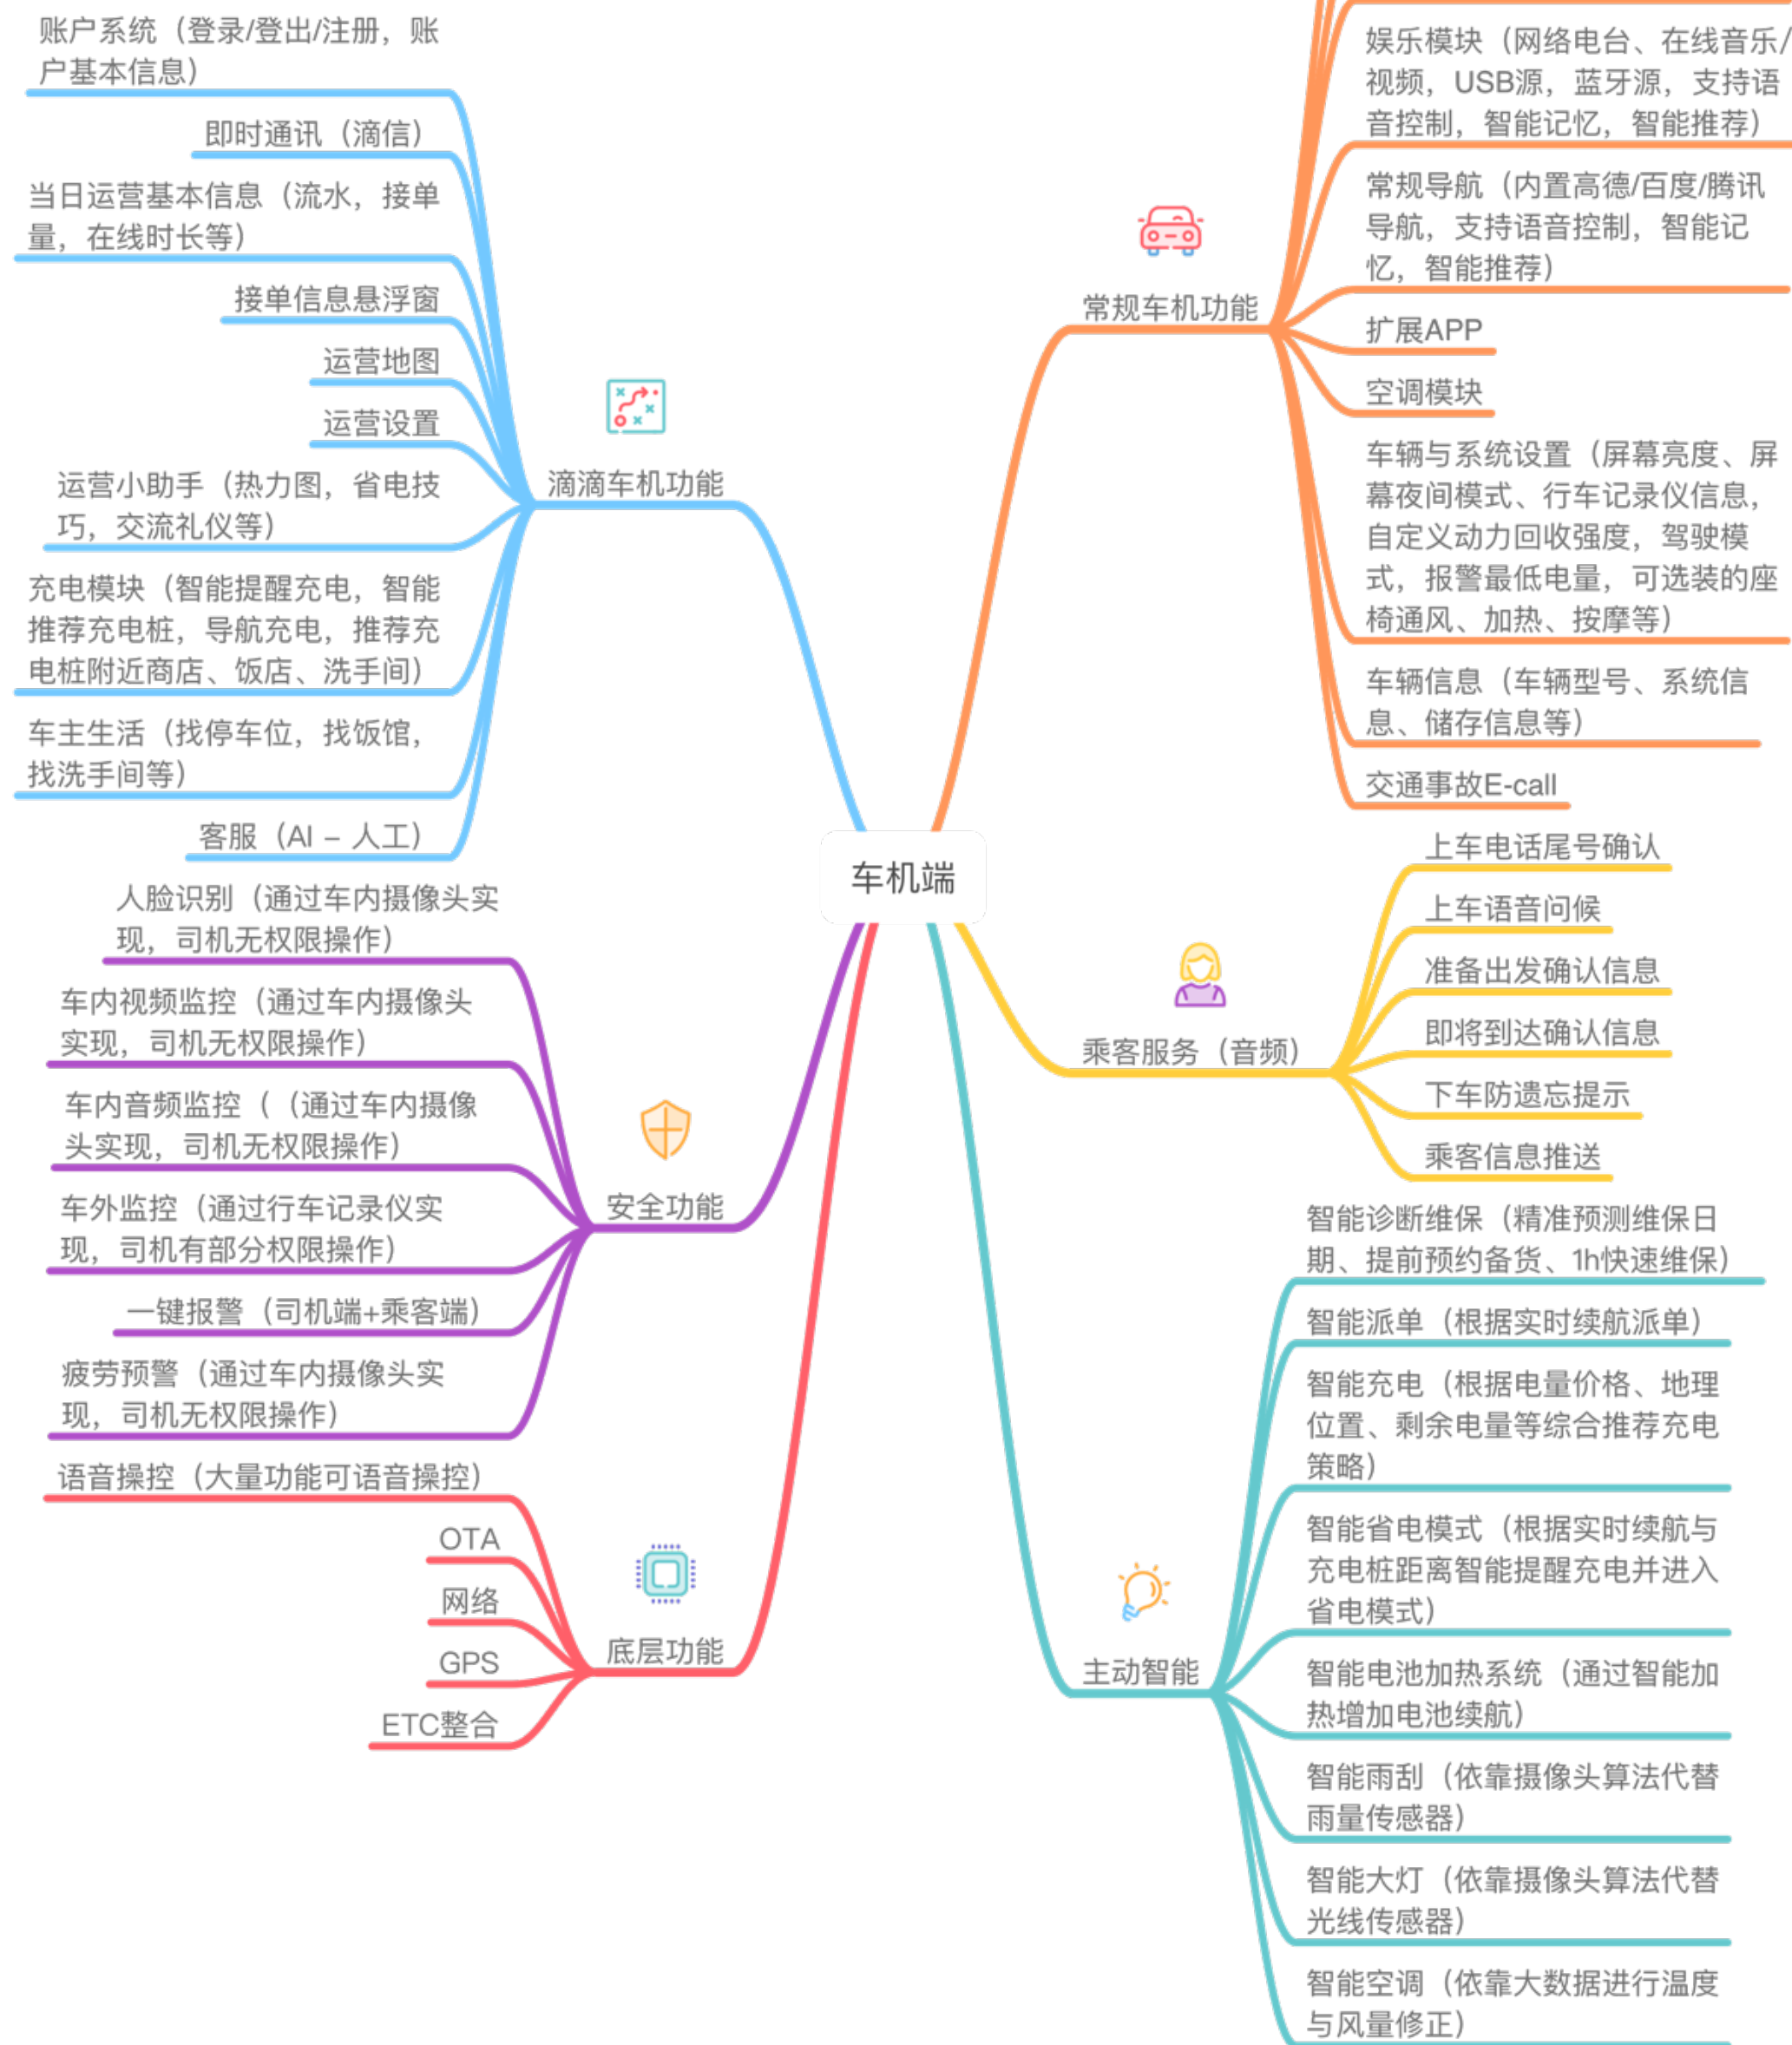 账户系统（登录/登出/注册，账
户基本信息）
即时通讯（滴信）
当日运营基本信息（流水，接单
量，在线时长等）
接单信息悬浮窗
运营地图
运营设置
运营小助手（热力图，省电技
巧，交流礼仪等）
充电模块（智能提醒充电，智能
推荐充电桩，导航充电，推荐充
电桩附近商店、饭店、洗手间）
车主生活（找停车位，找饭馆，
找洗手间等）
客服（AI – 人工）
滴滴车机功能
人脸识别（通过车内摄像头实
现，司机无权限操作）
车内视频监控（通过车内摄像头
实现，司机无权限操作）
车内音频监控（（通过车内摄像
头实现，司机无权限操作）
车外监控（通过行车记录仪实
现，司机有部分权限操作）
一键报警（司机端+乘客端）
疲劳预警（通过车内摄像头实
现，司机无权限操作）
安全功能
语音操控（大量功能可语音操控）
OTA
网络
GPS
ETC整合
底层功能
车机端
常规车机功能
娱乐模块（网络电台、在线音乐/
视频，USB源，蓝牙源，支持语
音控制，智能记忆，智能推荐）
常规导航（内置高德/百度/腾讯
导航，支持语音控制，智能记
忆，智能推荐）
扩展APP
空调模块
车辆与系统设置（屏幕亮度、屏
幕夜间模式、行车记录仪信息，
自定义动力回收强度，驾驶模
式，报警最低电量，可选装的座
椅通风、加热、按摩等）
车辆信息（车辆型号、系统信
息、储存信息等）
交通事故E-call
乘客服务（音频）
上车电话尾号确认
上车语音问候
准备出发确认信息
即将到达确认信息
下车防遗忘提示
乘客信息推送
主动智能
智能诊断维保（精准预测维保日
期、提前预约备货、1h快速维保）
智能派单（根据实时续航派单）
智能充电（根据电量价格、地理
位置、剩余电量等综合推荐充电
策略）
智能省电模式（根据实时续航与
充电桩距离智能提醒充电并进入
省电模式）
智能电池加热系统（通过智能加
热增加电池续航）
智能雨刮（依靠摄像头算法代替
雨量传感器）
智能大灯（依靠摄像头算法代替
光线传感器）
智能空调（依靠大数据进行温度
与风量修正）